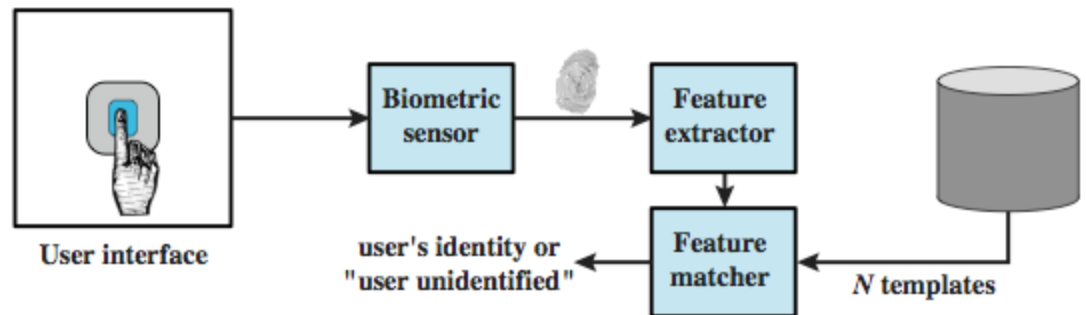 Biometric
sensor
Feature
extractor
User interface
user's identity or
"user unidentified"
Feature
matcher
N templates